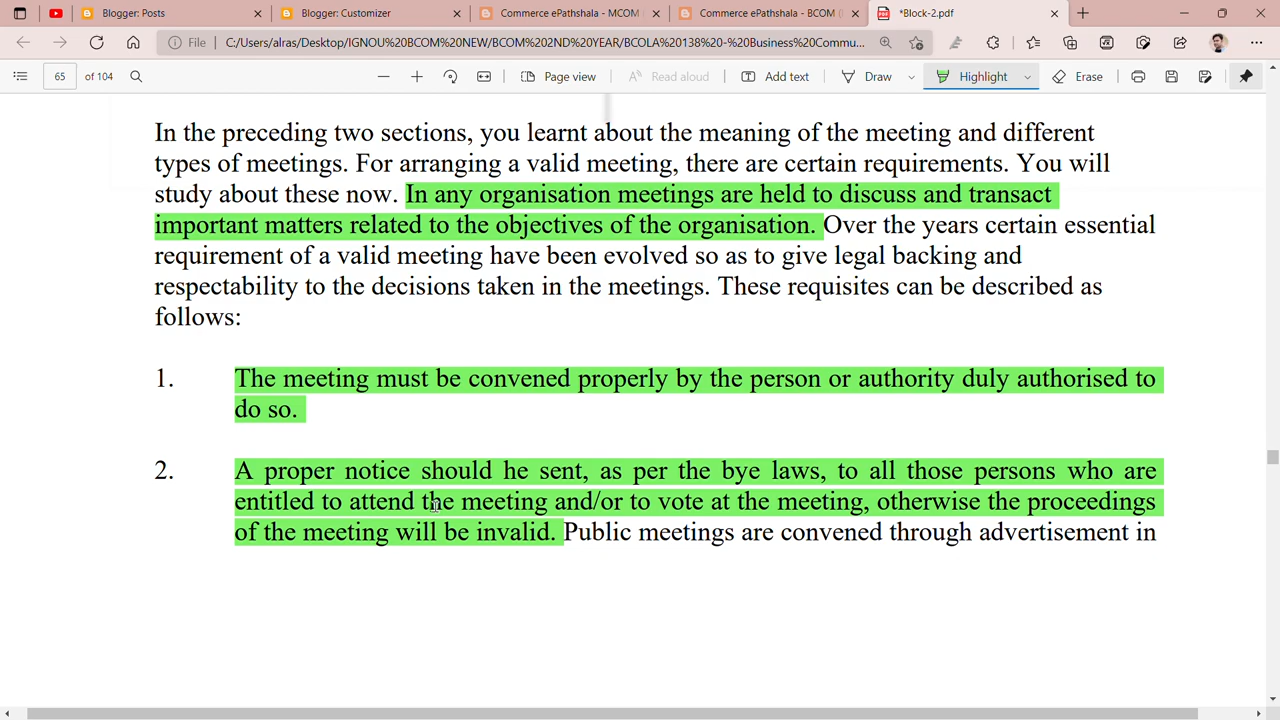 Blogger: Posts
Blogger: Customizer
Commerce ePathshala - MCOM
Commerce ePathshala - BCOM
*Block-2.pdf
File
C:/Users/alras/Desktop/IGNOU%20BCOM%20NEW/BCOM%202ND%20YEAR/BCOLA%20138%20-%20Business%20Commu...
65 of 104
Page view
Read aloud
Add text
Draw
Highlight
Erase
In the preceding two sections, you learnt about the meaning of the meeting and different
types of meetings. For arranging a valid meeting, there are certain requirements. You will
study about these now. In any organisation meetings are held to discuss and transact
important matters related to the objectives of the organisation. Over the years certain essential
requirement of a valid meeting have been evolved so as to give legal backing and
respectability to the decisions taken in the meetings. These requisites can be described as
follows:
1. The meeting must be convened properly by the person or authority duly authorised to
do so.
2. A proper notice should he sent, as per the bye laws, to all those persons who are
entitled to attend the meeting and/or to vote at the meeting, otherwise the proceedings
of the meeting will be invalid. Public meetings are convened through advertisement in